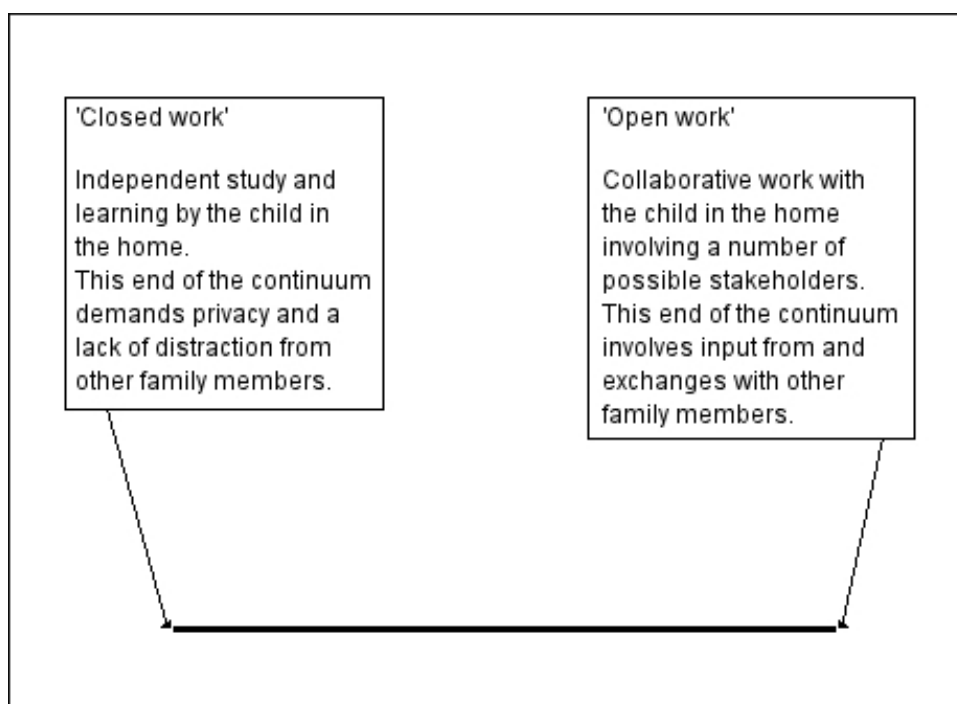 'Closed work'
Independent study and
learning by the child in
the home.
This end of the continuum
demands privacy and a
lack of distraction from
other family members.
'Open work'
Collaborative work with
the child in the home
involving a number of
possible stakeholders.
This end of the continuum
involves input from and
exchanges with other
family members.